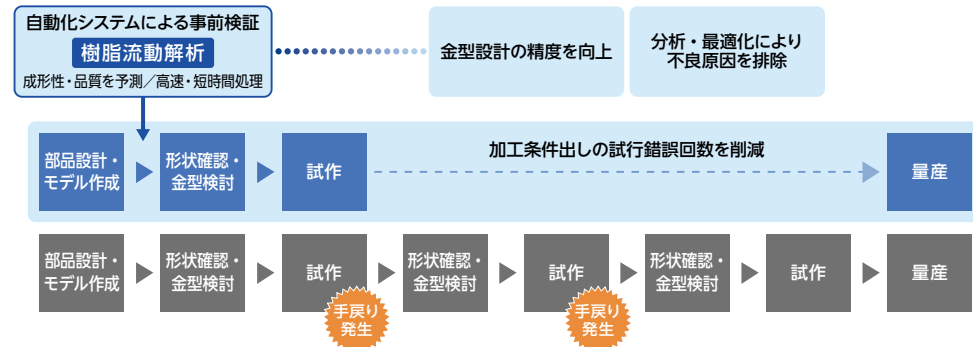 自動化システムによる事前検証
樹脂流動解析
成形性・品質を予測／高速・短時間処理
金型設計の精度を向上
分析・最適化により
不良原因を排除
部品設計・
モデル作成
形状確認・
金型検討
試作
加工条件出しの試行錯誤回数を削減
量産
部品設計・
モデル作成
形状確認・
金型検討
試作
手戻り
発生
形状確認・
金型検討
試作
手戻り
発生
形状確認・
金型検討
試作
量産